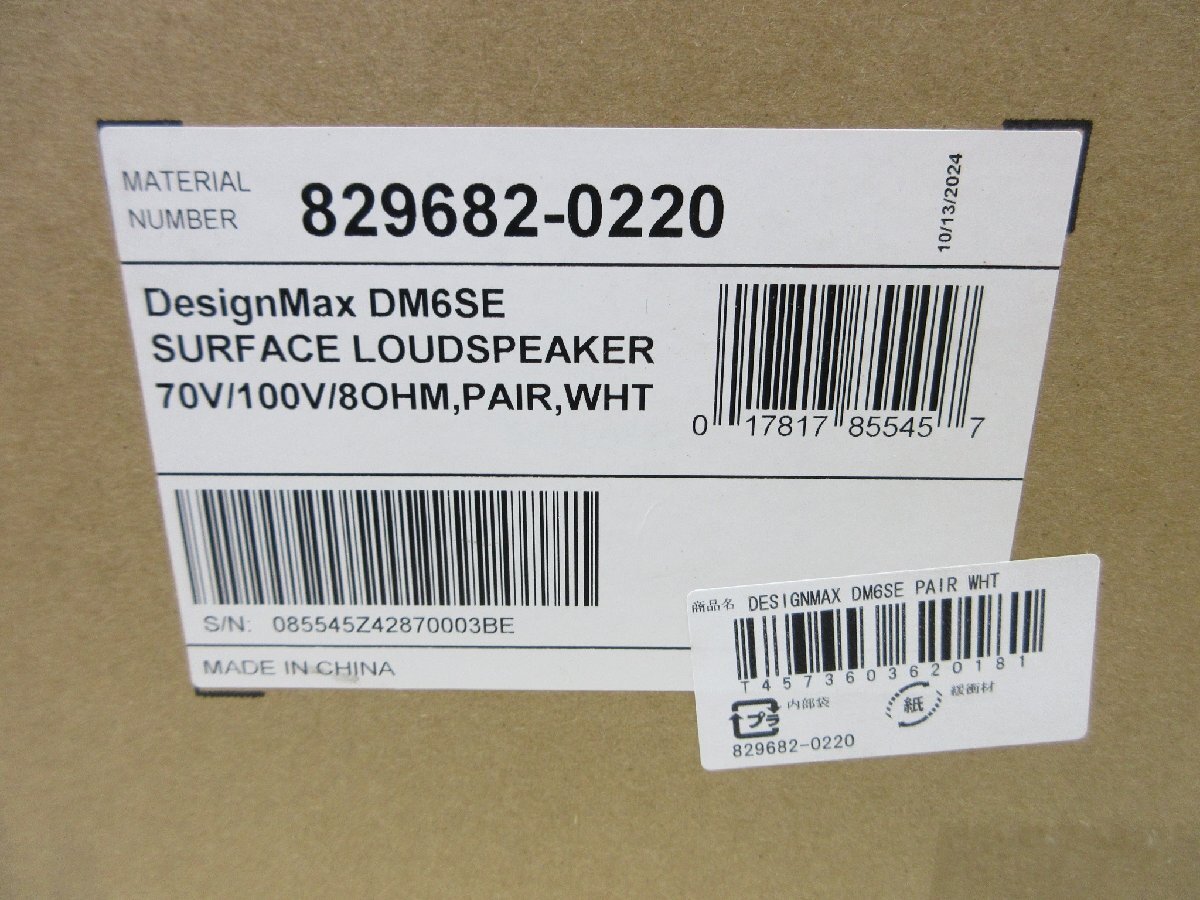 MATERIAL
NUMBER
829682-0220
10/13/2024
DesignMax DM6SE
SURFACE LOUDSPEAKER
70V/100V/8OHM,PAIR,WHT
0 17817 85545 7
S/N: 085545Z42870003BE
MADE IN CHINA
商品名 DESIGNMAX DM6SE PAIR WHT
T4573603620181
プラ 内部袋 紙 緩衝材
829682-0220